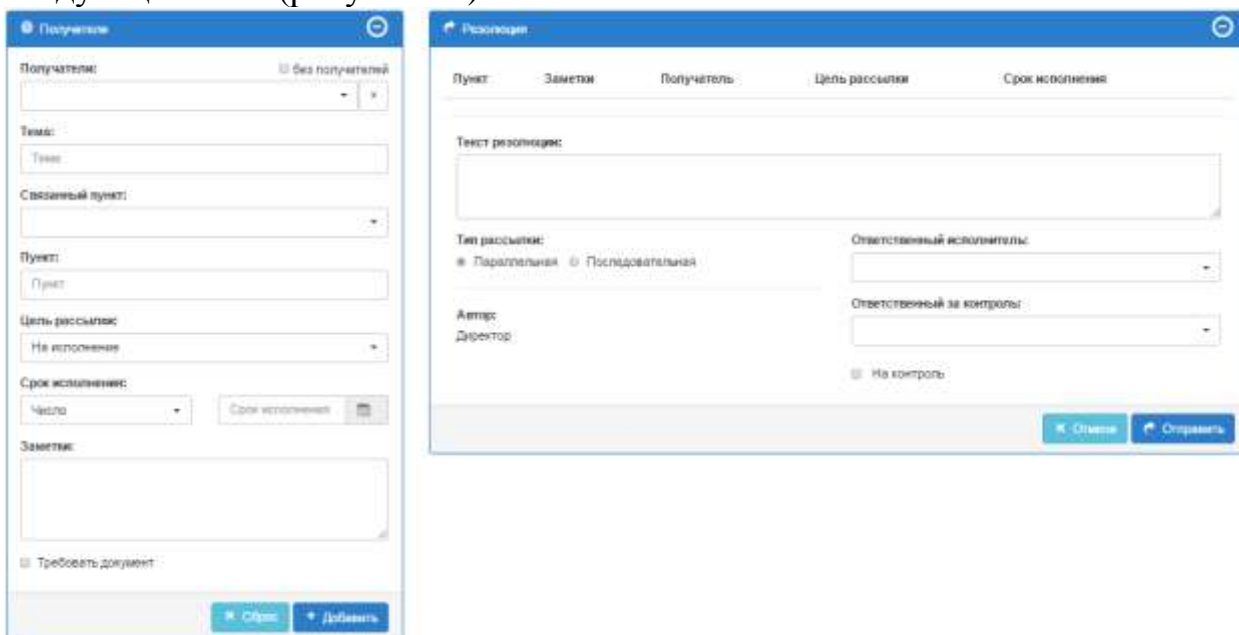 Получатели
Получатели: без получателей
Тема:
Тема
Связанный пункт:
Пункт:
Пункт
Цель рассылки:
На исполнение
Срок исполнения:
Число Срок исполнения
Заметки:
Требовать документ
Сброс Добавить
Резолюция
Пункт Заметки Получатель Цель рассылки Срок исполнения
Текст резолюции:
Тип рассылки:
Параллельная Последовательная
Автор:
Директор
Ответственный исполнитель:
Ответственный за контроль:
На контроль
Отмена Отправить